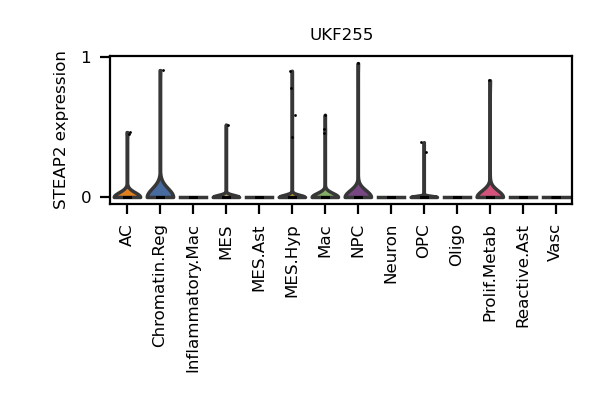 UKF255
STEAP2 expression
1
0
AC
Chromatin.Reg
Inflammatory.Mac
MES
MES.Ast
MES.Hyp
Mac
NPC
Neuron
OPC
Oligo
Prolif.Metab
Reactive.Ast
Vasc